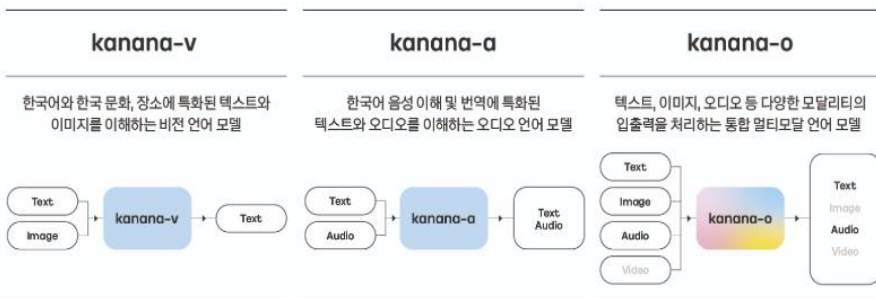 kanana-v
한국어와 한국 문화, 장소에 특화된 텍스트와
이미지를 이해하는 비전 언어 모델
Text
Image
kanana-v
Text
kanana-a
한국어 음성 이해 및 번역에 특화된
텍스트와 오디오를 이해하는 오디오 언어 모델
Text
Audio
kanana-a
Text
Audio
kanana-o
텍스트, 이미지, 오디오 등 다양한 모달리티의
입출력을 처리하는 통합 멀티모달 언어 모델
Text
Image
Audio
Video
kanana-o
Text
Image
Audio
Video